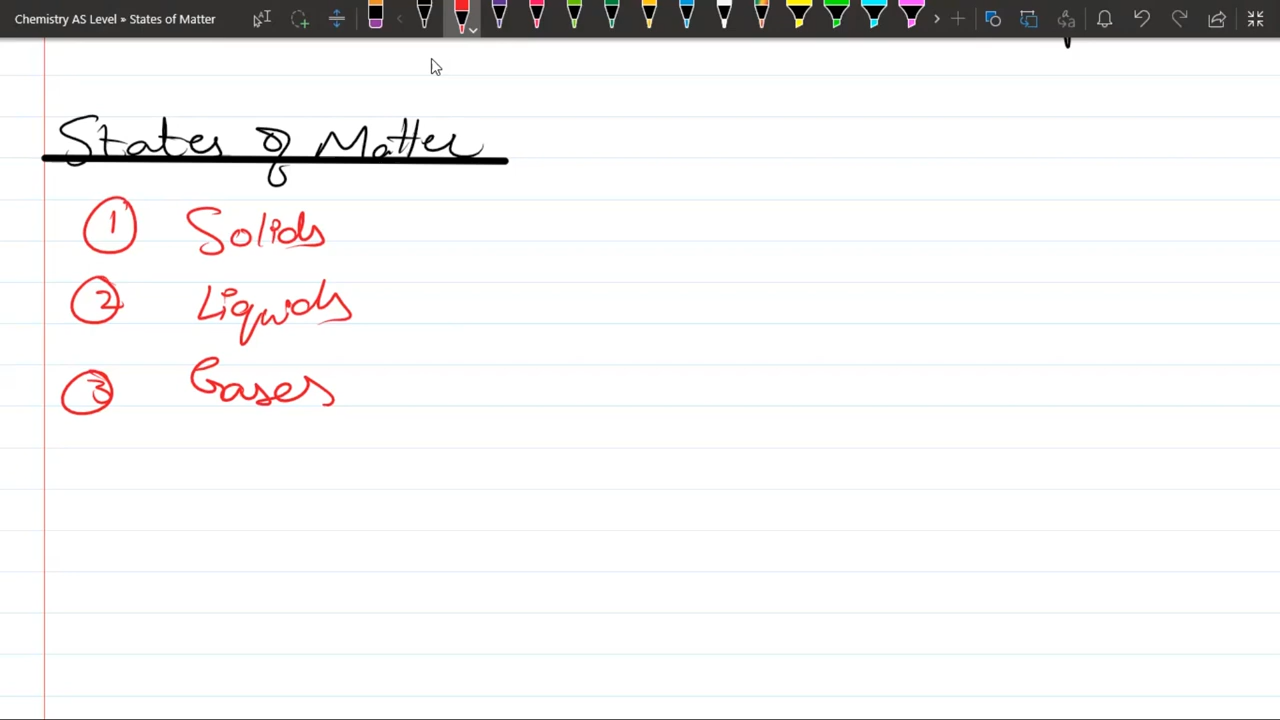 Chemistry AS Level » States of Matter
States of Matter
① Solids
② Liquids
③ Gases